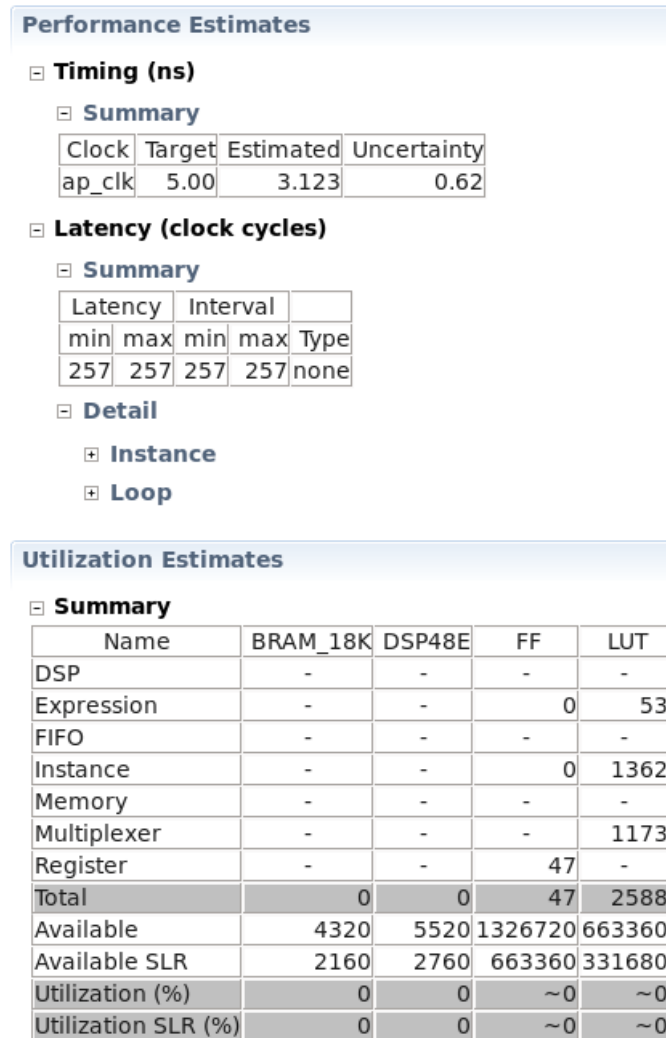 Performance Estimates
Timing (ns)
Summary
Clock Target Estimated Uncertainty
ap_clk 5.00 3.123 0.62
Latency (clock cycles)
Summary
Latency Interval
min max min max Type
257 257 257 257 none
Detail
Instance
Loop
Utilization Estimates
Summary
Name BRAM_18K DSP48E FF LUT
DSP - - - -
Expression - - 0 53
FIFO - - - -
Instance - - 0 1362
Memory - - - -
Multiplexer - - - 1173
Register - - 47 -
Total 0 0 47 2588
Available 4320 5520 1326720 663360
Available SLR 2160 2760 663360 331680
Utilization (%) 0 0 ~0 ~0
Utilization SLR (%) 0 0 ~0 ~0